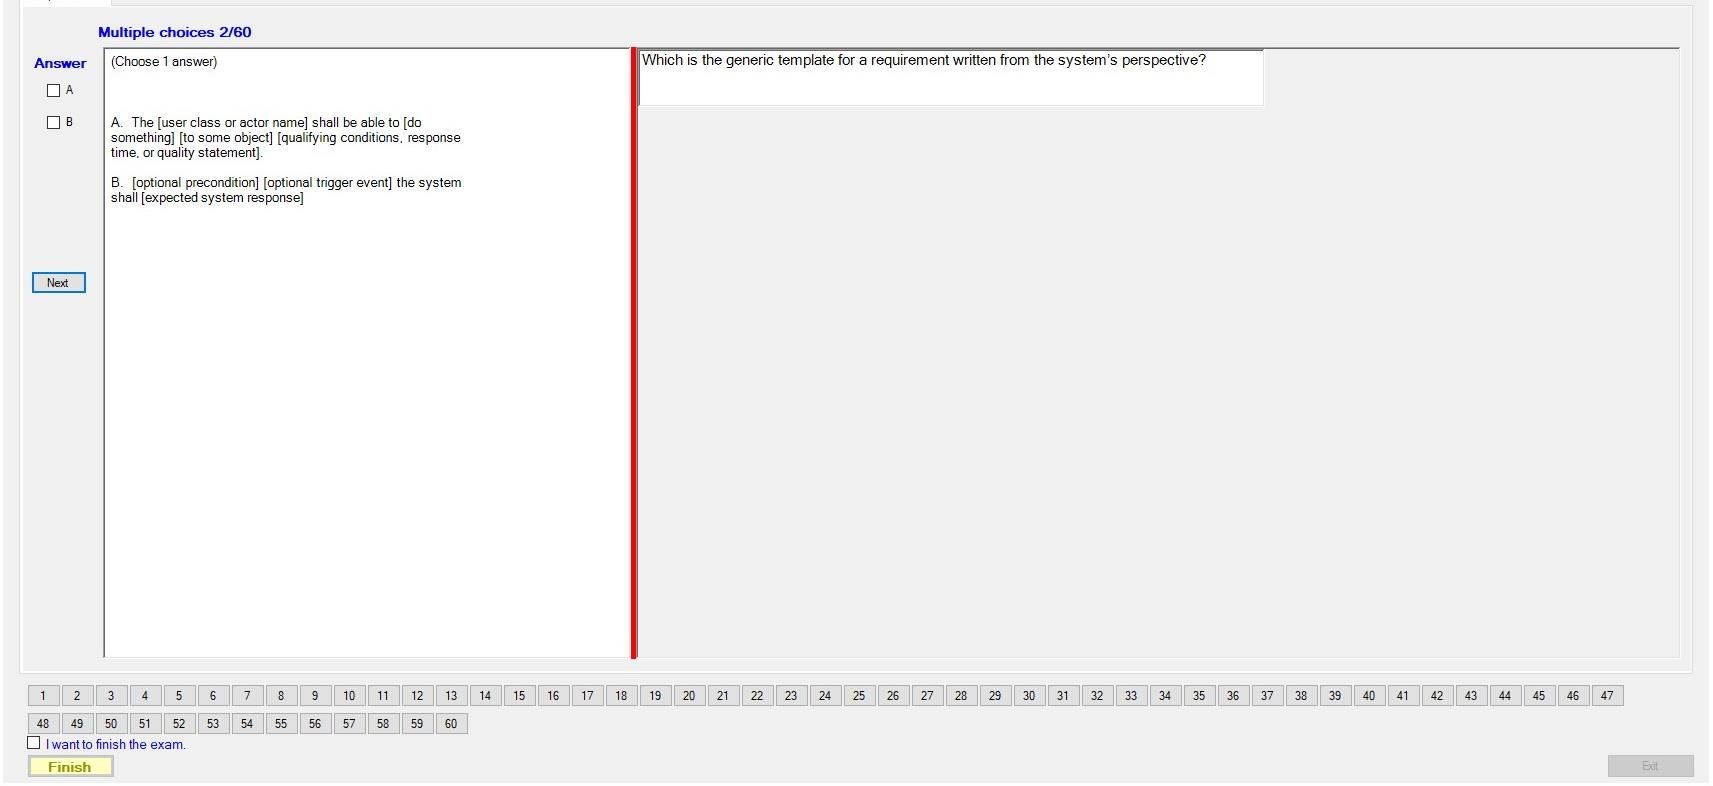 Multiple choices 2/60
Answer
A
B
Next
(Choose 1 answer)
A. The [user class or actor name] shall be able to [do
something] [to some object] [qualifying conditions, response
time, or quality statement].
B. [optional precondition] [optional trigger event] the system
shall [expected system response]
Which is the generic template for a requirement written from the system's perspective?
1 2 3 4 5 6 7 8 9 10 11 12 13 14 15 16 17 18 19 20 21 22 23 24 25 26 27 28 29 30 31 32 33 34 35 36 37 38 39 40 41 42 43 44 45 46 47
48 49 50 51 52 53 54 55 56 57 58 59 60
I want to finish the exam.
Finish
Exit